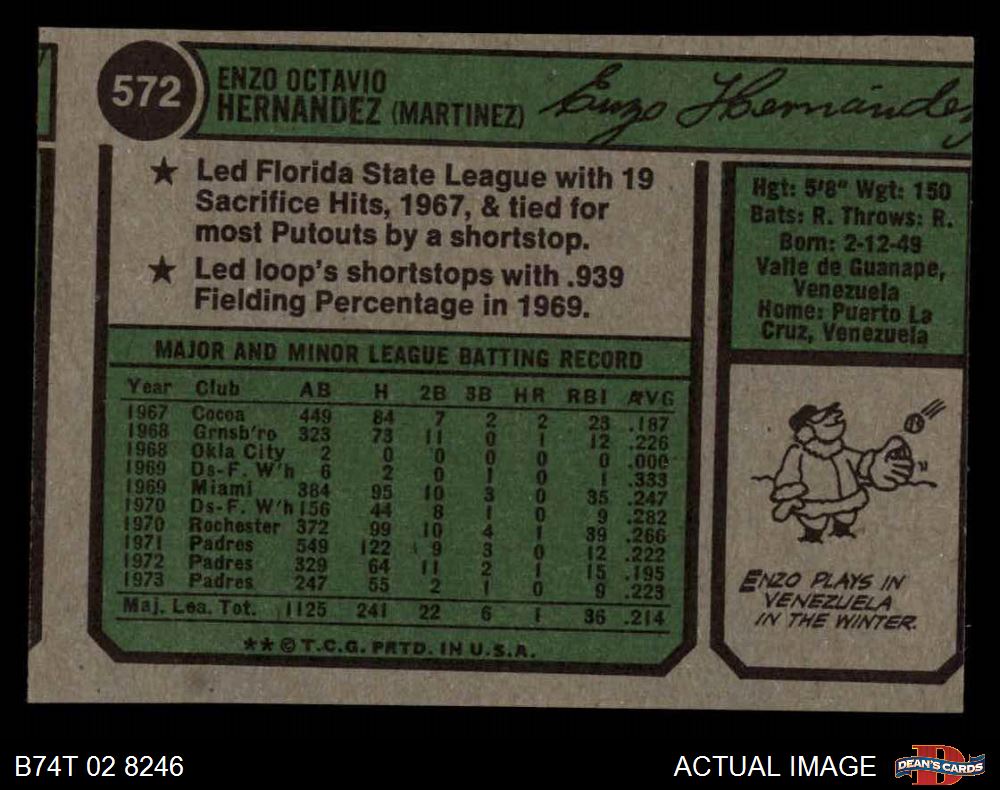 572
ENZO OCTAVIO
HERNANDEZ (MARTINEZ)
Enzo Hernández
★ Led Florida State League with 19
Sacrifice Hits, 1967, & tied for
most Putouts by a shortstop.
★ Led loop's shortstops with .939
Fielding Percentage in 1969.
Hgt: 5'8" Wgt: 150
Bats: R. Throws: R.
Born: 2-12-49
Valle de Guanape,
Venezuela
Home: Puerto La
Cruz, Venezuela
MAJOR AND MINOR LEAGUE BATTING RECORD
Year Club AB H 2B 3B HR RBI AVG
1967 Cocoa 449 84 7 2 2 23 .187
1968 Grnsb'ro 323 73 11 0 1 12 .226
1968 Okla City 2 0 0 0 0 0 .000
1969 Ds-F. W'h 6 2 0 1 0 1 .333
1969 Miami 384 95 10 3 0 35 .247
1970 Ds-F. W'h 156 44 8 1 0 9 .282
1970 Rochester 372 99 10 4 1 39 .266
1971 Padres 549 122 9 3 0 12 .222
1972 Padres 329 64 11 2 1 15 .195
1973 Padres 247 55 2 1 0 9 .223
Maj. Lea. Tot. 1125 241 22 6 1 36 .214
**© T.C.G. PRTD. IN U.S.A.
ENZO PLAYS IN
VENEZUELA
IN THE WINTER.
B74T 02 8246
ACTUAL IMAGE
DEAN'S CARDS